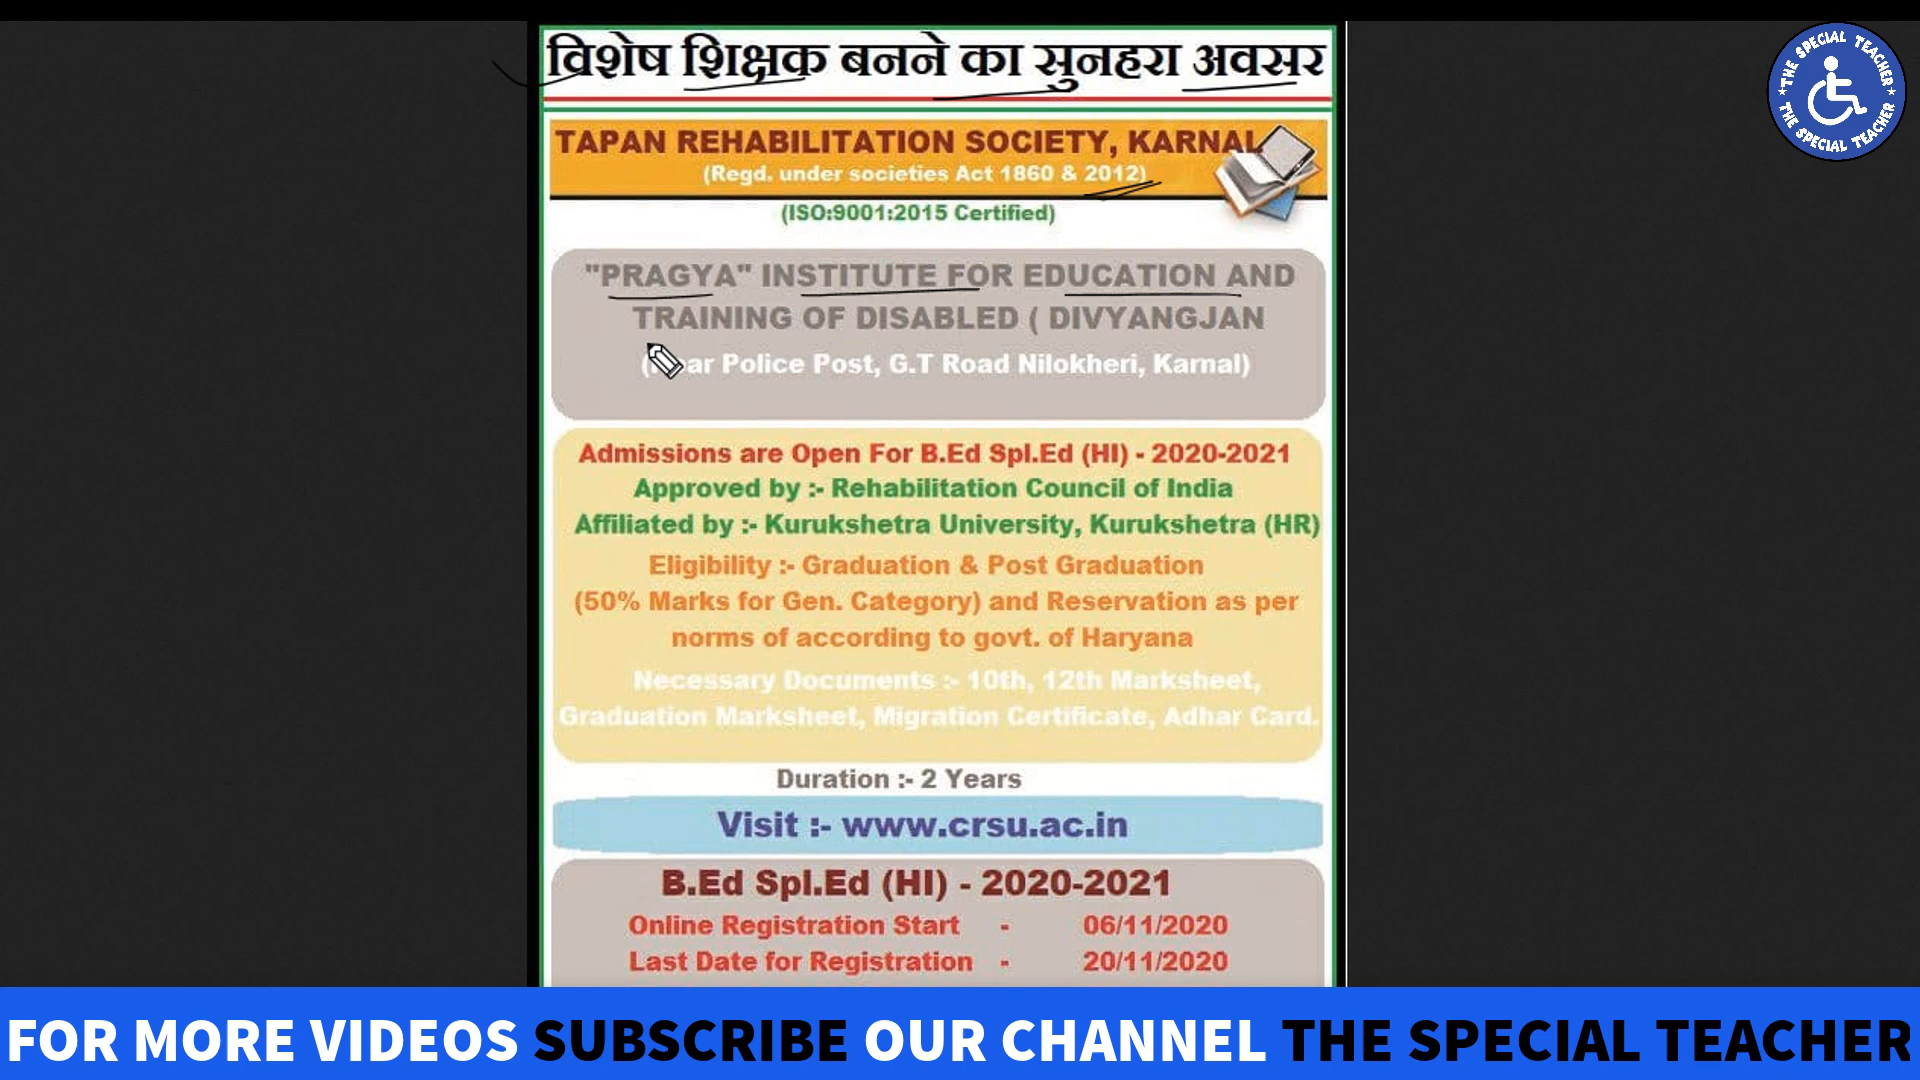 विशेष शिक्षक बनने का सुनहरा अवसर
TAPAN REHABILITATION SOCIETY, KARNAL
(Regd. under societies Act 1860 & 2012)
(ISO:9001:2015 Certified)
"PRAGYA" INSTITUTE FOR EDUCATION AND
TRAINING OF DISABLED ( DIVYANGJAN
Police Post, G.T Road Nilokheri, Karnal)
Admissions are Open For B.Ed Spl.Ed (HI) - 2020-2021
Approved by :- Rehabilitation Council of India
Affiliated by :- Kurukshetra University, Kurukshetra (HR)
Eligibility :- Graduation & Post Graduation
(50% Marks for Gen. Category) and Reservation as per
norms of according to govt. of Haryana
Necessary Documents :- 10th, 12th Marksheet,
Graduation Marksheet, Migration Certificate, Adhar Card.
Duration :- 2 Years
Visit :- www.crsu.ac.in
B.Ed Spl.Ed (HI) - 2020-2021
Online Registration Start - 06/11/2020
Last Date for Registration - 20/11/2020
THE SPECIAL TEACHER
THE SPECIAL TEACHER
FOR MORE VIDEOS SUBSCRIBE OUR CHANNEL THE SPECIAL TEACHER